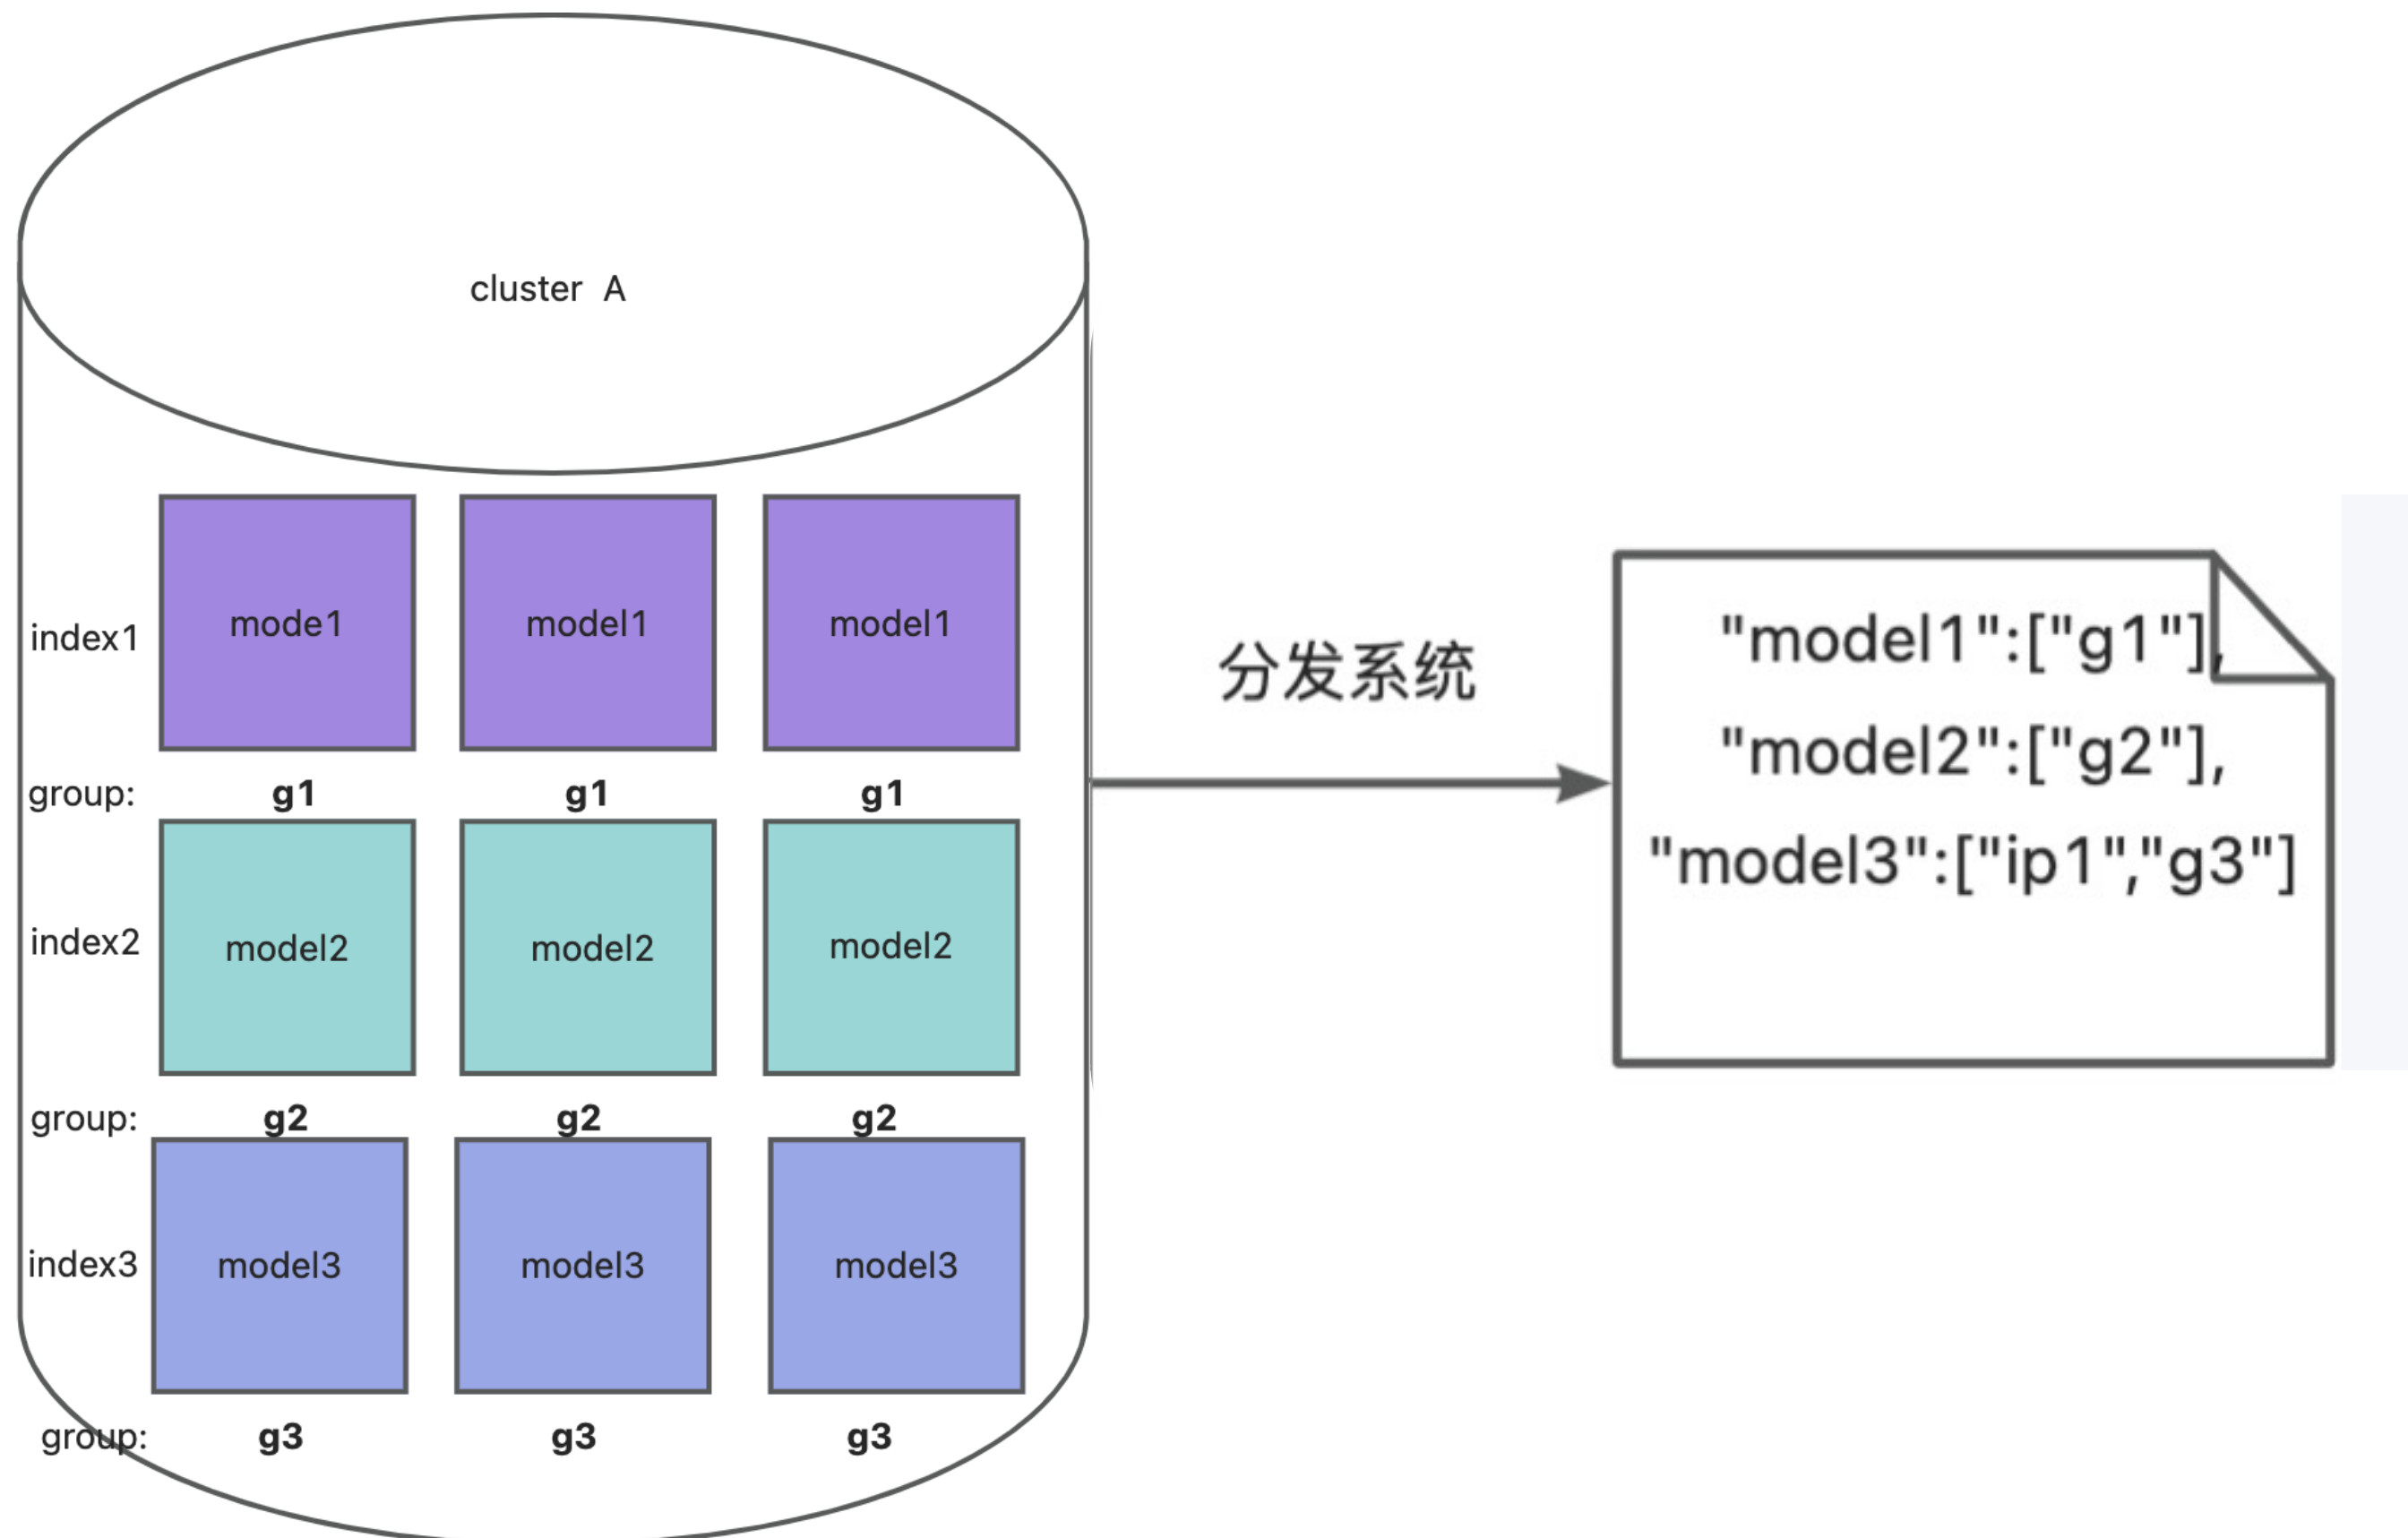 cluster A
index1 mode1 model1 model1
group: g1 g1 g1
index2 model2 model2 model2
group: g2 g2 g2
index3 model3 model3 model3
group: g3 g3 g3
分发系统
"model1":["g1"],
"model2":["g2"],
"model3":["ip1","g3"]